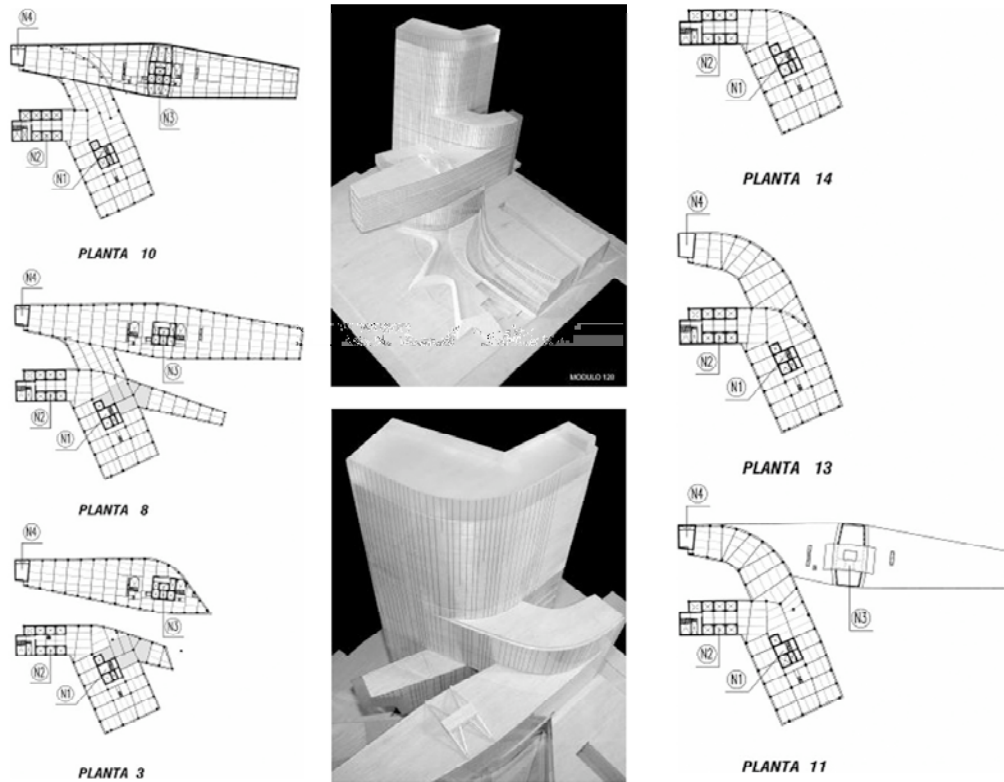 N4
N3
N2
N1
PLANTA 10
N4
N3
N2
N1
PLANTA 8
N4
N3
N2
N1
PLANTA 3
MODULO 120
N2
N1
PLANTA 14
N4
N2
N1
PLANTA 13
N4
N3
N2
N1
PLANTA 11